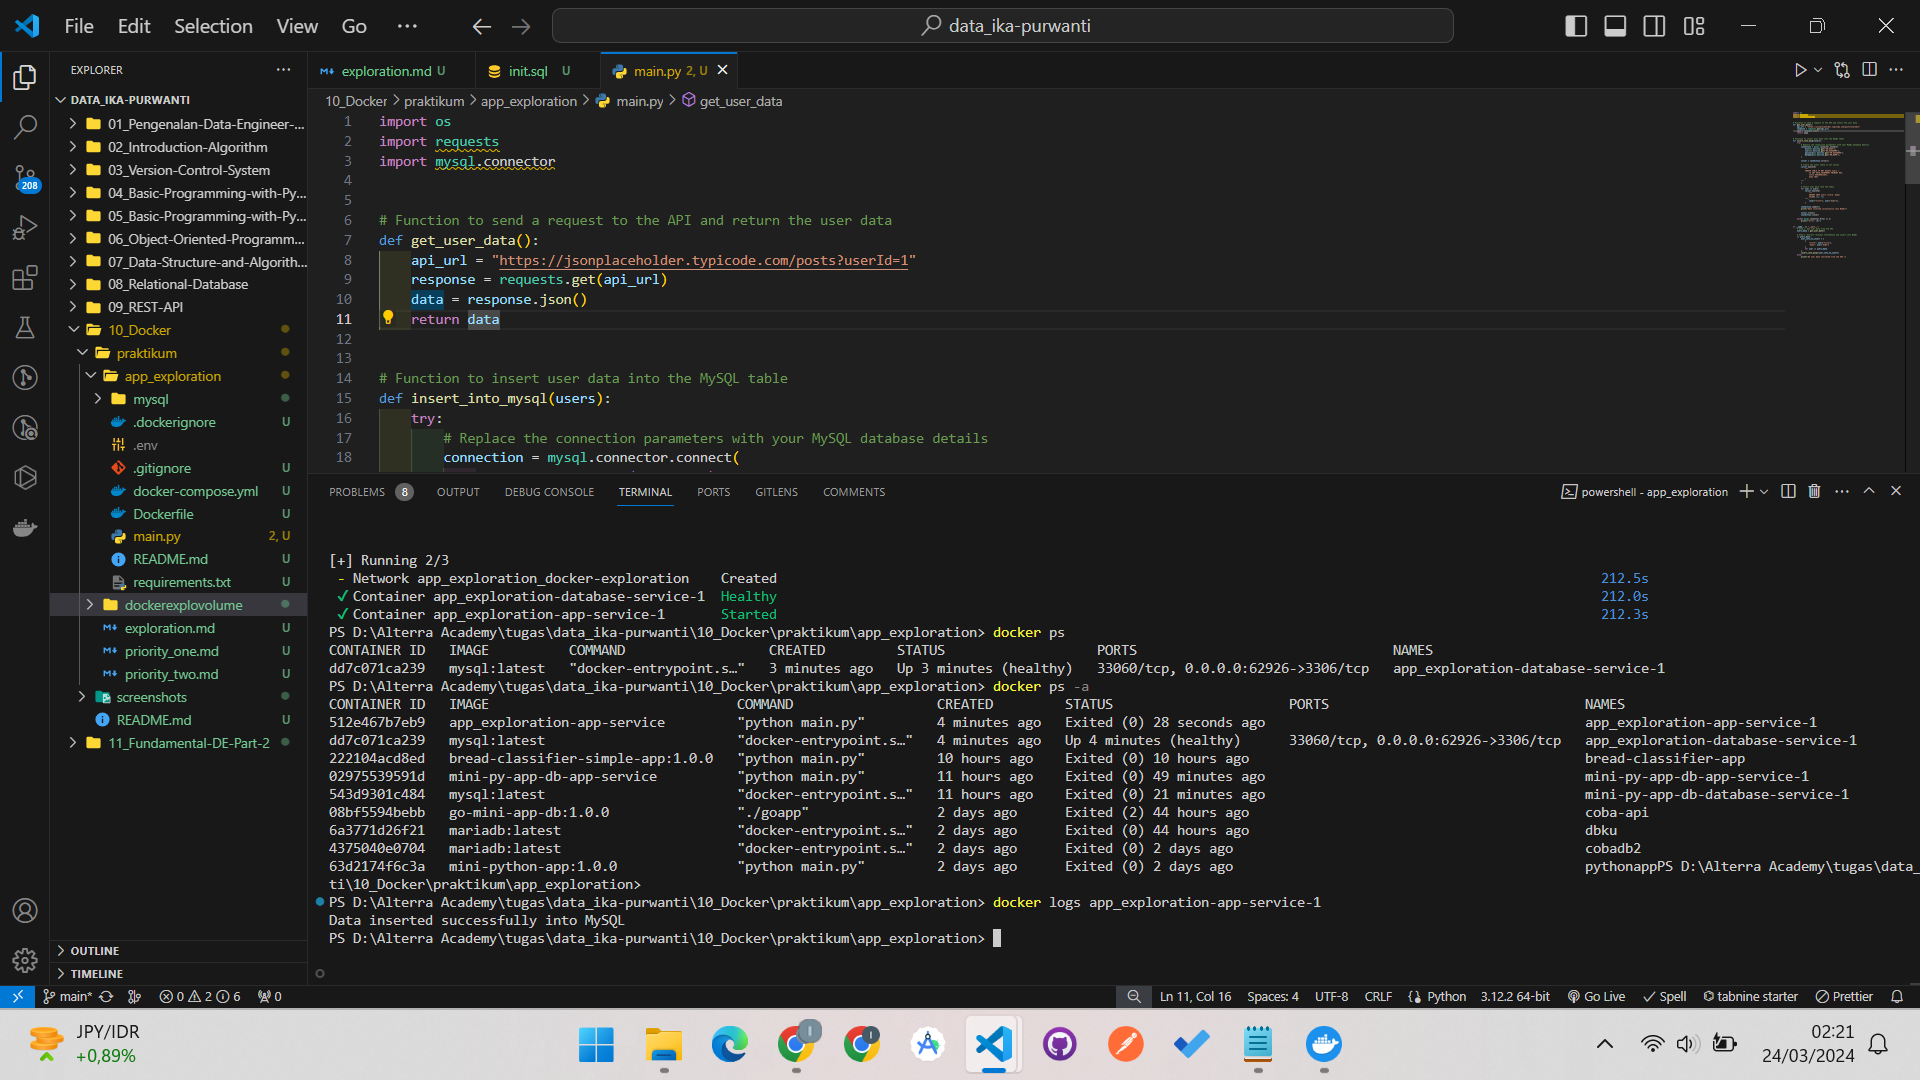 File Edit Selection View Go ···
data_ika-purwanti
EXPLORER
DATA_IKA-PURWANTI
01_Pengenalan-Data-Engineer-...
02_Introduction-Algorithm
03_Version-Control-System
04_Basic-Programming-with-Py...
05_Basic-Programming-with-Py...
06_Object-Oriented-Programm...
07_Data-Structure-and-Algorith...
08_Relational-Database
09_REST-API
10_Docker
praktikum
app_exploration
mysql
.dockerignore U
.env
.gitignore U
docker-compose.yml U
Dockerfile U
main.py 2, U
README.md U
requirements.txt U
dockerexplovolume
exploration.md U
priority_one.md U
priority_two.md U
screenshots
README.md U
11_Fundamental-DE-Part-2
OUTLINE
TIMELINE
208
exploration.md U
init.sql U
main.py 2, U
10_Docker > praktikum > app_exploration > main.py > get_user_data
1 import os
2 import requests
3 import mysql.connector
4
5
6 # Function to send a request to the API and return the user data
7 def get_user_data():
8 api_url = "https://jsonplaceholder.typicode.com/posts?userId=1"
9 response = requests.get(api_url)
10 data = response.json()
11 return data
12
13
14 # Function to insert user data into the MySQL table
15 def insert_into_mysql(users):
16 try:
17 # Replace the connection parameters with your MySQL database details
18 connection = mysql.connector.connect(
PROBLEMS 8 OUTPUT DEBUG CONSOLE TERMINAL PORTS GITLENS COMMENTS
powershell - app_exploration
[+] Running 2/3
- Network app_exploration_docker-exploration Created 212.5s
✓ Container app_exploration-database-service-1 Healthy 212.0s
✓ Container app_exploration-app-service-1 Started 212.3s
PS D:\Alterra Academy\tugas\data_ika-purwanti\10_Docker\praktikum\app_exploration> docker ps
CONTAINER ID IMAGE COMMAND CREATED STATUS PORTS NAMES
dd7c071ca239 mysql:latest "docker-entrypoint.s…" 3 minutes ago Up 3 minutes (healthy) 33060/tcp, 0.0.0.0:62926->3306/tcp app_exploration-database-service-1
PS D:\Alterra Academy\tugas\data_ika-purwanti\10_Docker\praktikum\app_exploration> docker ps -a
CONTAINER ID IMAGE COMMAND CREATED STATUS PORTS NAMES
512e467b7eb9 app_exploration-app-service "python main.py" 4 minutes ago Exited (0) 28 seconds ago app_exploration-app-service-1
dd7c071ca239 mysql:latest "docker-entrypoint.s…" 4 minutes ago Up 4 minutes (healthy) 33060/tcp, 0.0.0.0:62926->3306/tcp app_exploration-database-service-1
222104acd8ed bread-classifier-simple-app:1.0.0 "python main.py" 10 hours ago Exited (0) 10 hours ago bread-classifier-app
02975539591d mini-py-app-db-app-service "python main.py" 11 hours ago Exited (0) 49 minutes ago mini-py-app-db-app-service-1
543d9301c484 mysql:latest "docker-entrypoint.s…" 11 hours ago Exited (0) 21 minutes ago mini-py-app-db-database-service-1
08bf5594bebb go-mini-app-db:1.0.0 "./goapp" 2 days ago Exited (2) 44 hours ago coba-api
6a3771d26f21 mariadb:latest "docker-entrypoint.s…" 2 days ago Exited (0) 44 hours ago dbku
4375040e0704 mariadb:latest "docker-entrypoint.s…" 2 days ago Exited (0) 2 days ago cobadb2
63d2174f6c3a mini-python-app:1.0.0 "python main.py" 2 days ago Exited (0) 2 days ago pythonappPS D:\Alterra Academy\tugas\data_
ti\10_Docker\praktikum\app_exploration>
PS D:\Alterra Academy\tugas\data_ika-purwanti\10_Docker\praktikum\app_exploration> docker logs app_exploration-app-service-1
Data inserted successfully into MySQL
PS D:\Alterra Academy\tugas\data_ika-purwanti\10_Docker\praktikum\app_exploration>
main* 0 2 6 0 Ln 11, Col 16 Spaces: 4 UTF-8 CRLF Python 3.12.2 64-bit Go Live Spell tabnine starter Prettier
JPY/IDR
+0,89%
02:21
24/03/2024